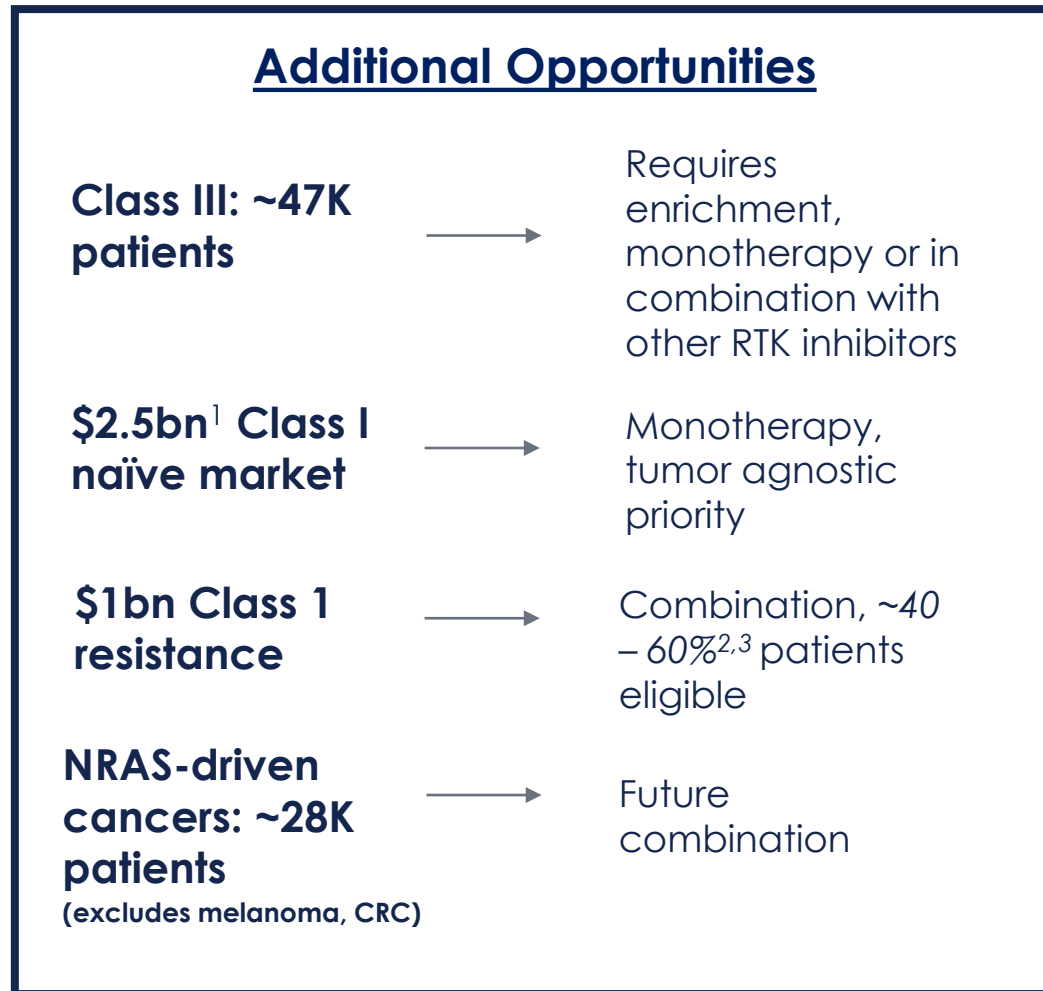 Additional Opportunities
Class III: ~47K
patients
Requires
enrichment,
monotherapy or in
combination with
other RTK inhibitors
$2.5bn1 Class I
naïve market
Monotherapy,
tumor agnostic
priority
$1bn Class 1
resistance
Combination, ~40
– 60%2,3 patients
eligible
NRAS-driven
cancers: ~28K
patients
(excludes melanoma, CRC)
Future
combination